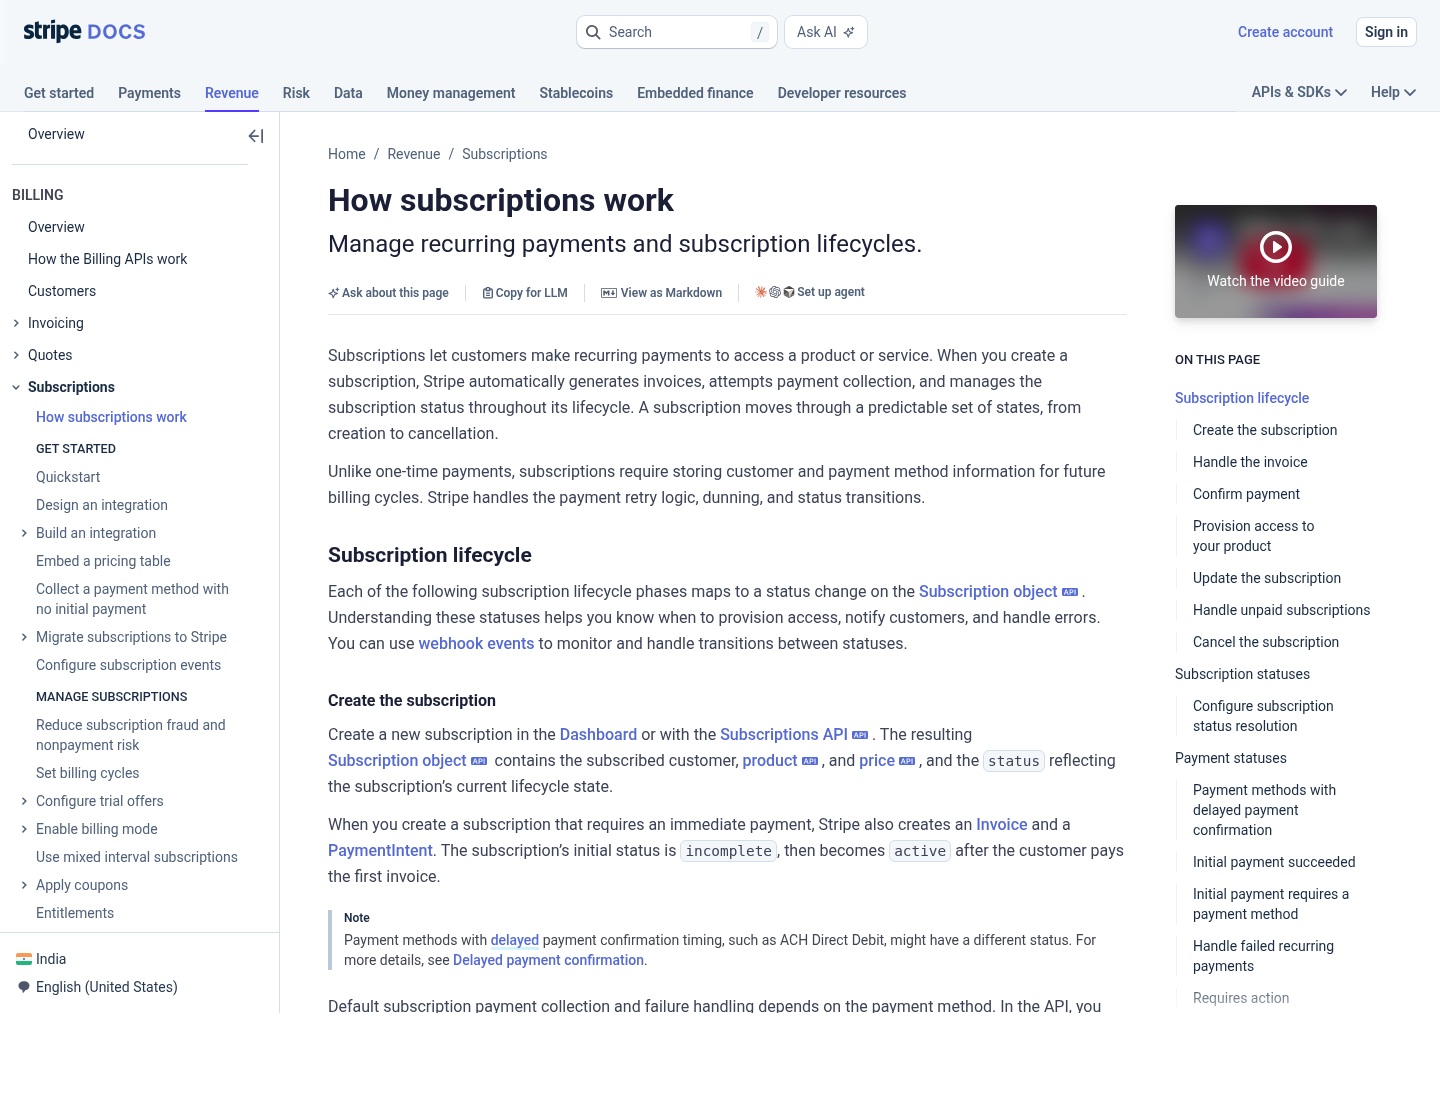 stripe DOCS
Search /
Ask AI
Create account
Sign in
Get started
Payments
Revenue
Risk
Data
Money management
Stablecoins
Embedded finance
Developer resources
APIs & SDKs
Help
Overview
BILLING
Overview
How the Billing APIs work
Customers
Invoicing
Quotes
Subscriptions
How subscriptions work
GET STARTED
Quickstart
Design an integration
Build an integration
Embed a pricing table
Collect a payment method with
no initial payment
Migrate subscriptions to Stripe
Configure subscription events
MANAGE SUBSCRIPTIONS
Reduce subscription fraud and
nonpayment risk
Set billing cycles
Configure trial offers
Enable billing mode
Use mixed interval subscriptions
Apply coupons
Entitlements
India
English (United States)
Home / Revenue / Subscriptions
How subscriptions work
Manage recurring payments and subscription lifecycles.
Ask about this page
Copy for LLM
View as Markdown
Set up agent
Subscriptions let customers make recurring payments to access a product or service. When you create a
subscription, Stripe automatically generates invoices, attempts payment collection, and manages the
subscription status throughout its lifecycle. A subscription moves through a predictable set of states, from
creation to cancellation.
Unlike one-time payments, subscriptions require storing customer and payment method information for future
billing cycles. Stripe handles the payment retry logic, dunning, and status transitions.
Subscription lifecycle
Each of the following subscription lifecycle phases maps to a status change on the Subscription object API .
Understanding these statuses helps you know when to provision access, notify customers, and handle errors.
You can use webhook events to monitor and handle transitions between statuses.
Create the subscription
Create a new subscription in the Dashboard or with the Subscriptions API API . The resulting
Subscription object API contains the subscribed customer, product API , and price API , and the status reflecting
the subscription’s current lifecycle state.
When you create a subscription that requires an immediate payment, Stripe also creates an Invoice and a
PaymentIntent. The subscription’s initial status is incomplete, then becomes active after the customer pays
the first invoice.
Note
Payment methods with delayed payment confirmation timing, such as ACH Direct Debit, might have a different status. For
more details, see Delayed payment confirmation.
Default subscription payment collection and failure handling depends on the payment method. In the API, you
Watch the video guide
ON THIS PAGE
Subscription lifecycle
Create the subscription
Handle the invoice
Confirm payment
Provision access to
your product
Update the subscription
Handle unpaid subscriptions
Cancel the subscription
Subscription statuses
Configure subscription
status resolution
Payment statuses
Payment methods with
delayed payment
confirmation
Initial payment succeeded
Initial payment requires a
payment method
Handle failed recurring
payments
Requires action